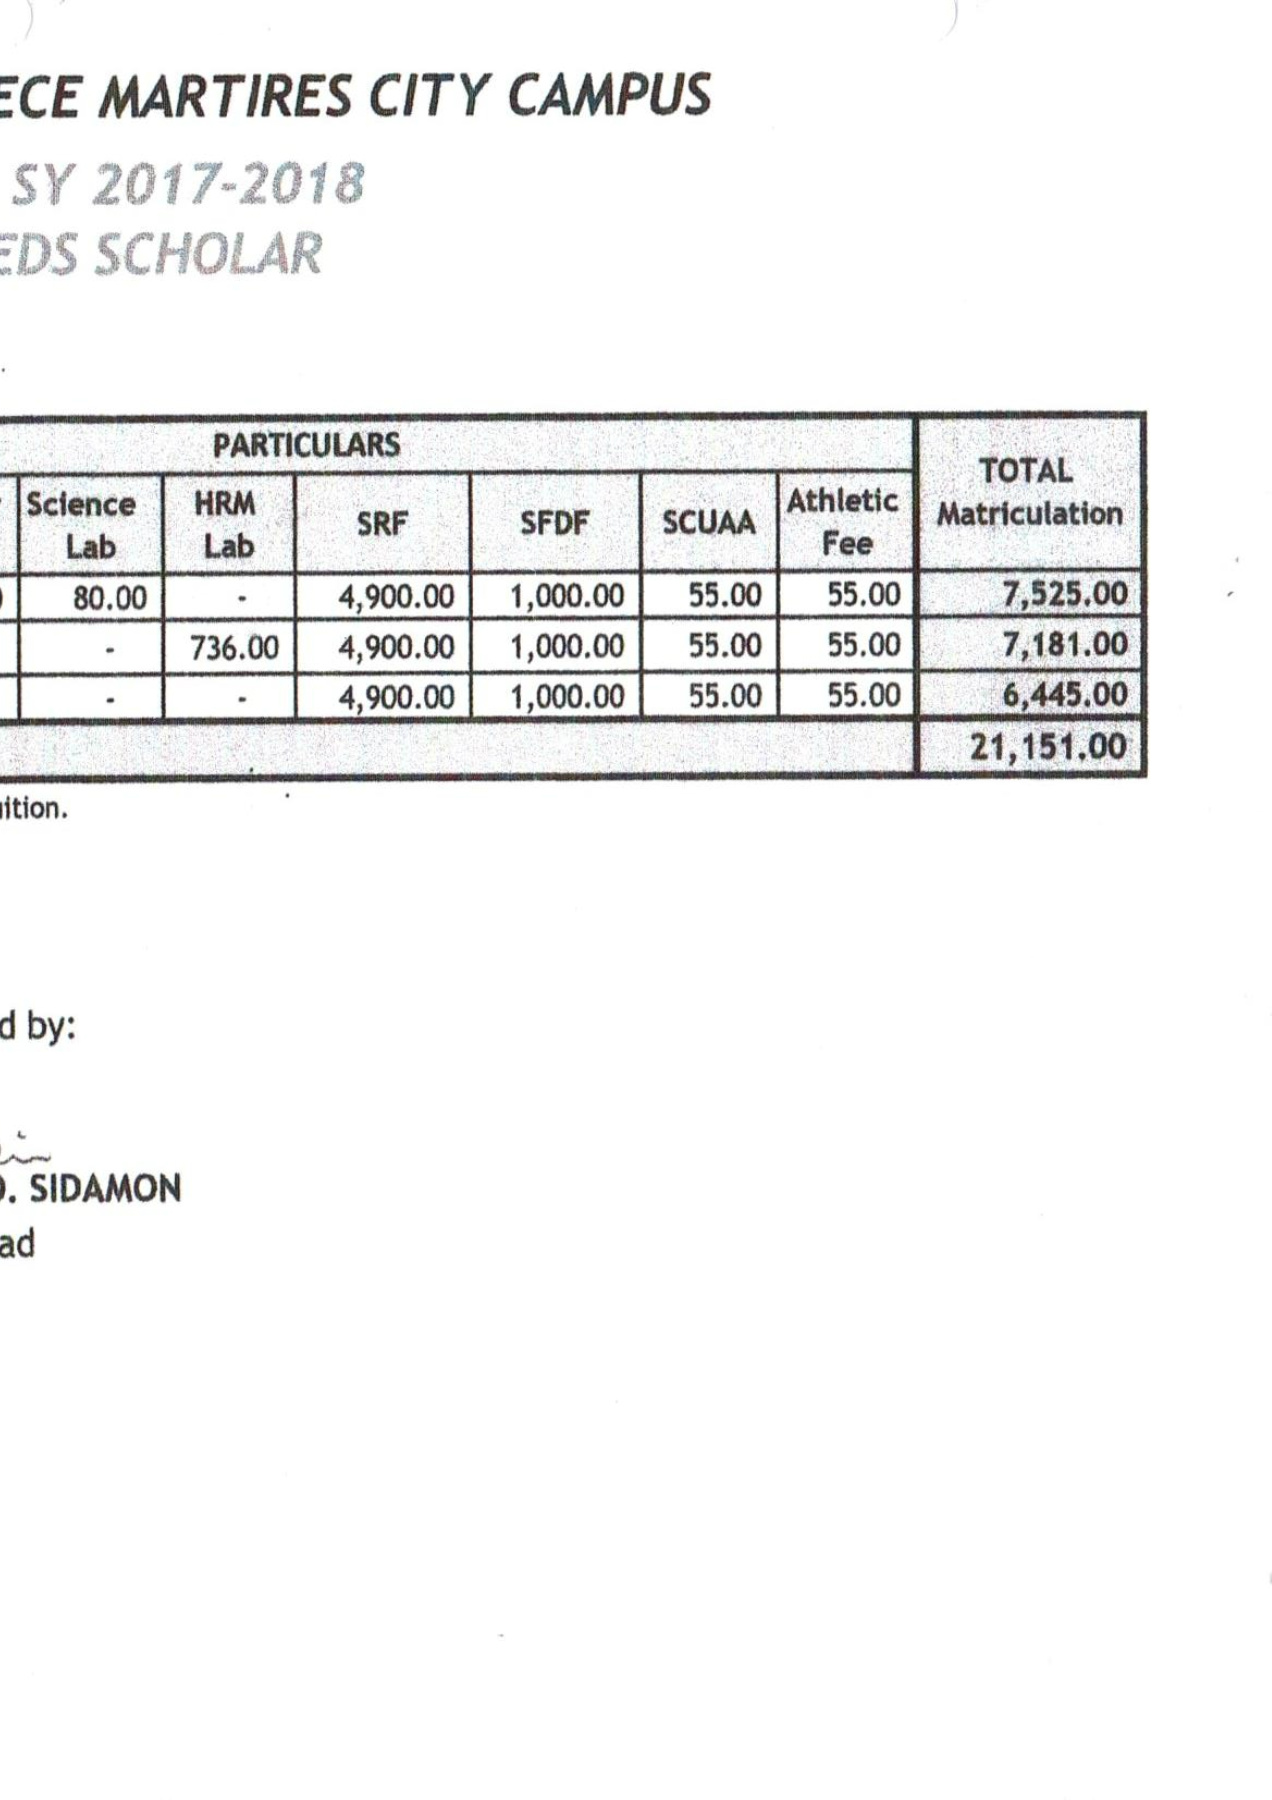 ECE MARTIRES CITY CAMPUS
SY 2017-2018
EDS SCHOLAR
PARTICULARS
TOTAL Matriculation
Science Lab HRM Lab SRF SFDF SCUAA Athletic Fee
80.00 - 4,900.00 1,000.00 55.00 55.00 7,525.00
- 736.00 4,900.00 1,000.00 55.00 55.00 7,181.00
- - 4,900.00 1,000.00 55.00 55.00 6,445.00
21,151.00
ition.
d by:
. SIDAMON
ad